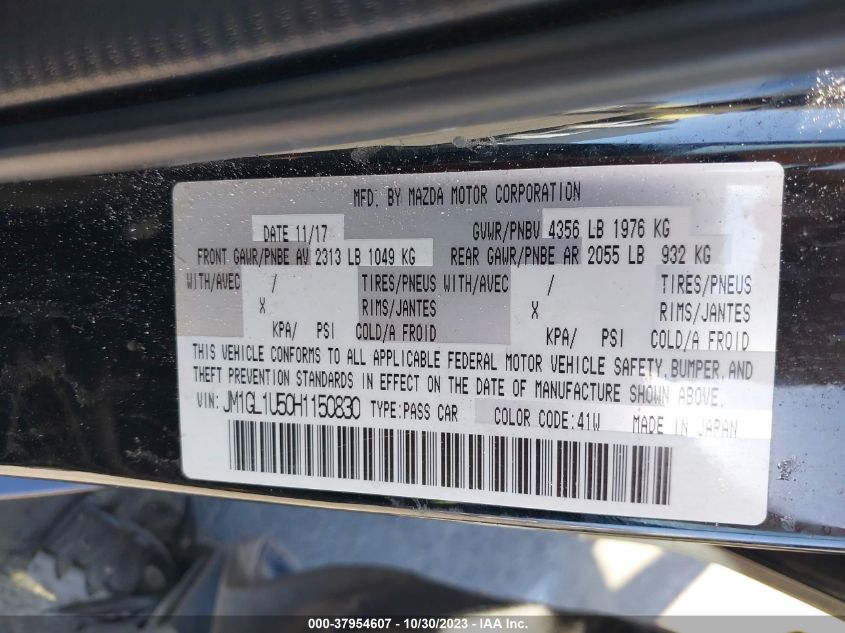 MFD. BY MAZDA MOTOR CORPORATION
DATE 11/17 GVWR/PNBV 4356 LB 1976 KG
FRONT GAWR/PNBE AV 2313 LB 1049 KG REAR GAWR/PNBE AR 2055 LB 932 KG
WITH/AVEC / TIRES/PNEUS WITH/AVEC / TIRES/PNEUS
X RIMS/JANTES X RIMS/JANTES
KPA/ PSI COLD/A FROID KPA/ PSI COLD/A FROID
THIS VEHICLE CONFORMS TO ALL APPLICABLE FEDERAL MOTOR VEHICLE SAFETY, BUMPER, AND
THEFT PREVENTION STANDARDS IN EFFECT ON THE DATE OF MANUFACTURE SHOWN ABOVE.
VIN: JM1GL1U50H1150830 TYPE: PASS CAR COLOR CODE: 41W MADE IN JAPAN
000-37954607 - 10/30/2023 - IAA Inc.